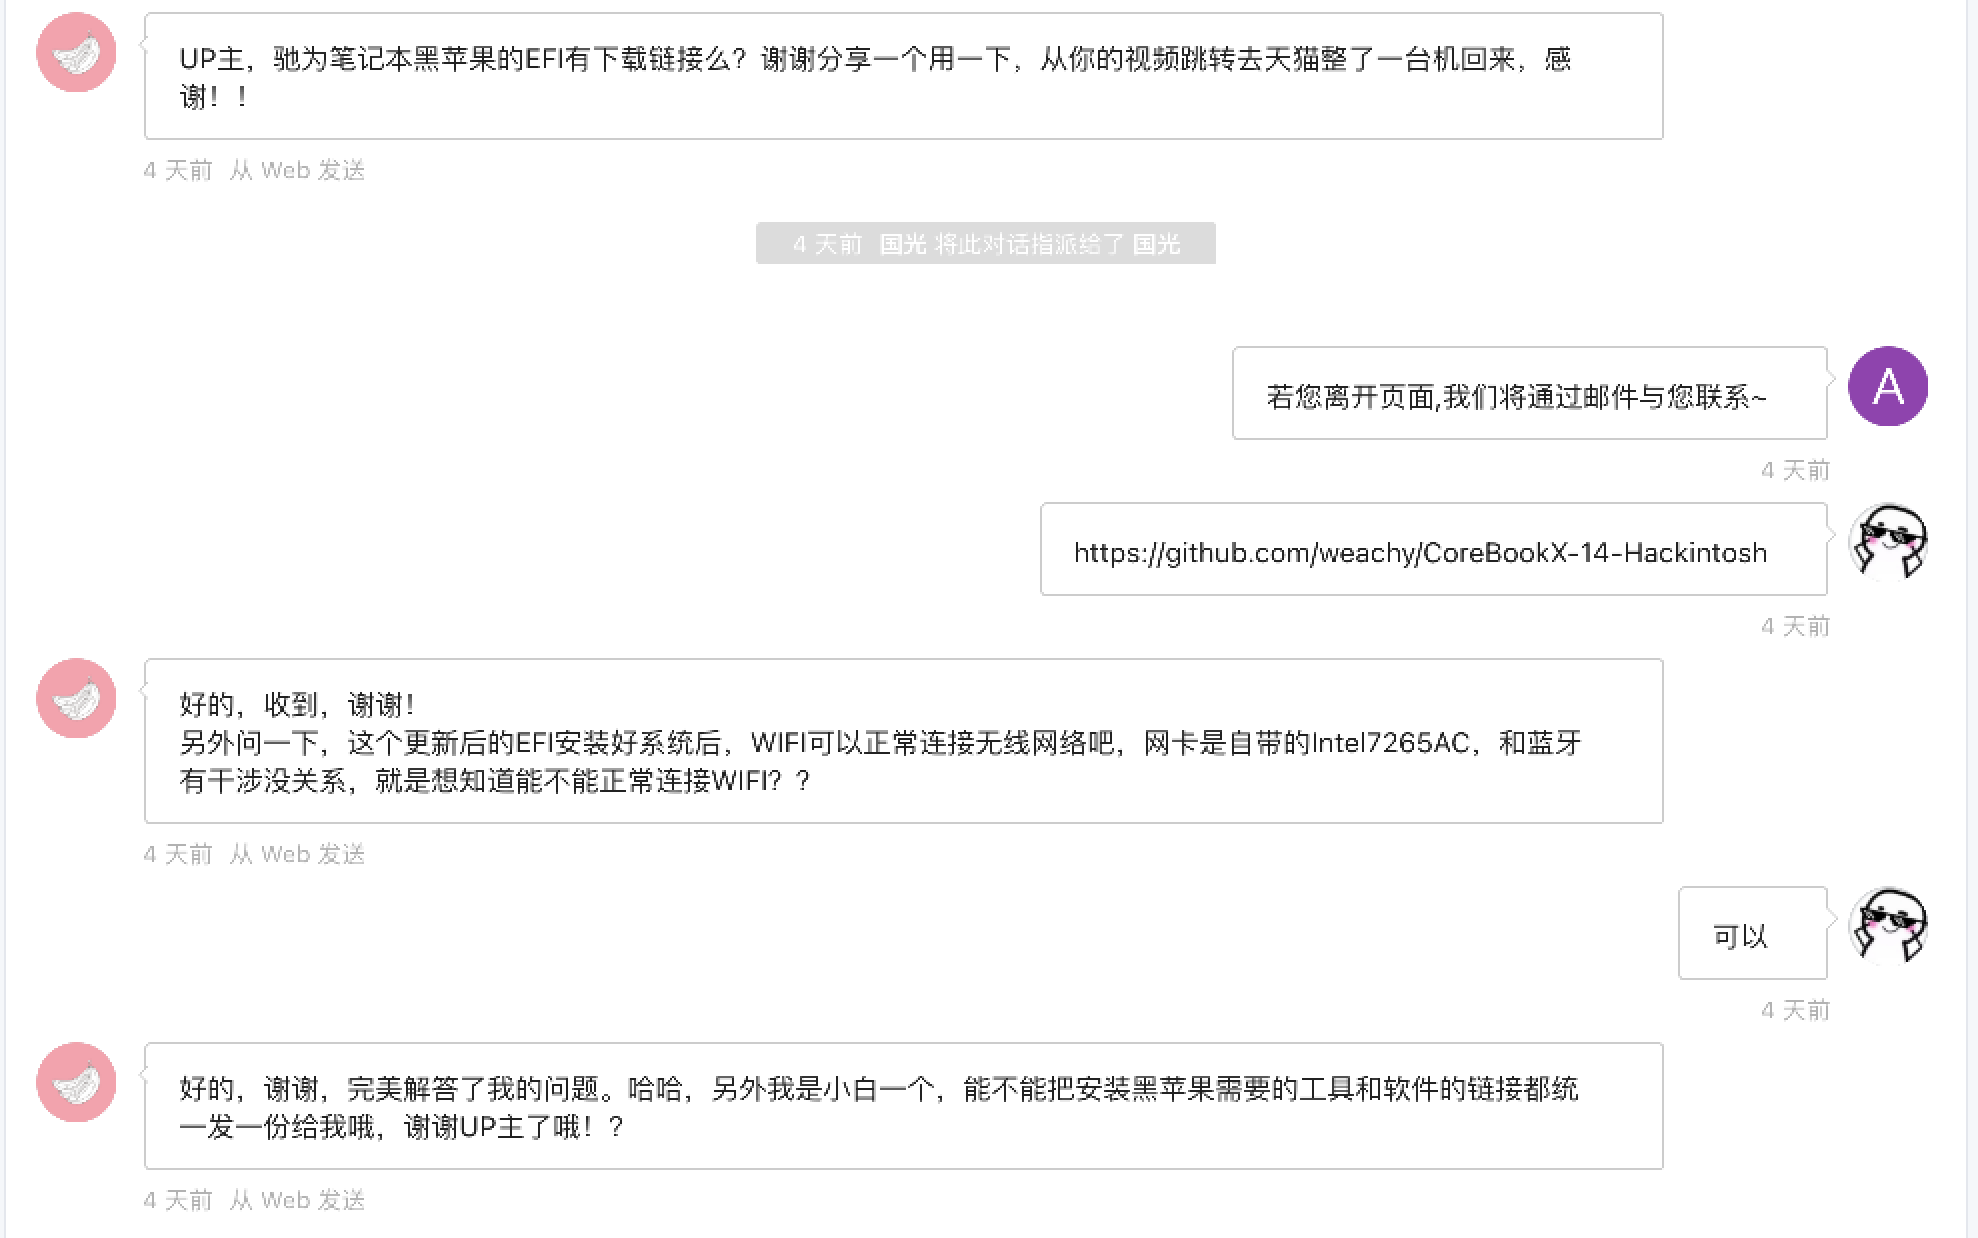 UP主，驰为笔记本黑苹果的EFI有下载链接么？谢谢分享一个用一下，从你的视频跳转去天猫整了一台机回来，感
谢！！
4 天前 从 Web 发送
4 天前 国光 将此对话指派给了 国光
若您离开页面,我们将通过邮件与您联系~
A
4 天前
https://github.com/weachy/CoreBookX-14-Hackintosh
4 天前
好的，收到，谢谢！
另外问一下，这个更新后的EFI安装好系统后，WIFI可以正常连接无线网络吧，网卡是自带的Intel7265AC，和蓝牙
有干涉没关系，就是想知道能不能正常连接WIFI？？
4 天前 从 Web 发送
可以
4 天前
好的，谢谢，完美解答了我的问题。哈哈，另外我是小白一个，能不能把安装黑苹果需要的工具和软件的链接都统
一发一份给我哦，谢谢UP主了哦！？
4 天前 从 Web 发送